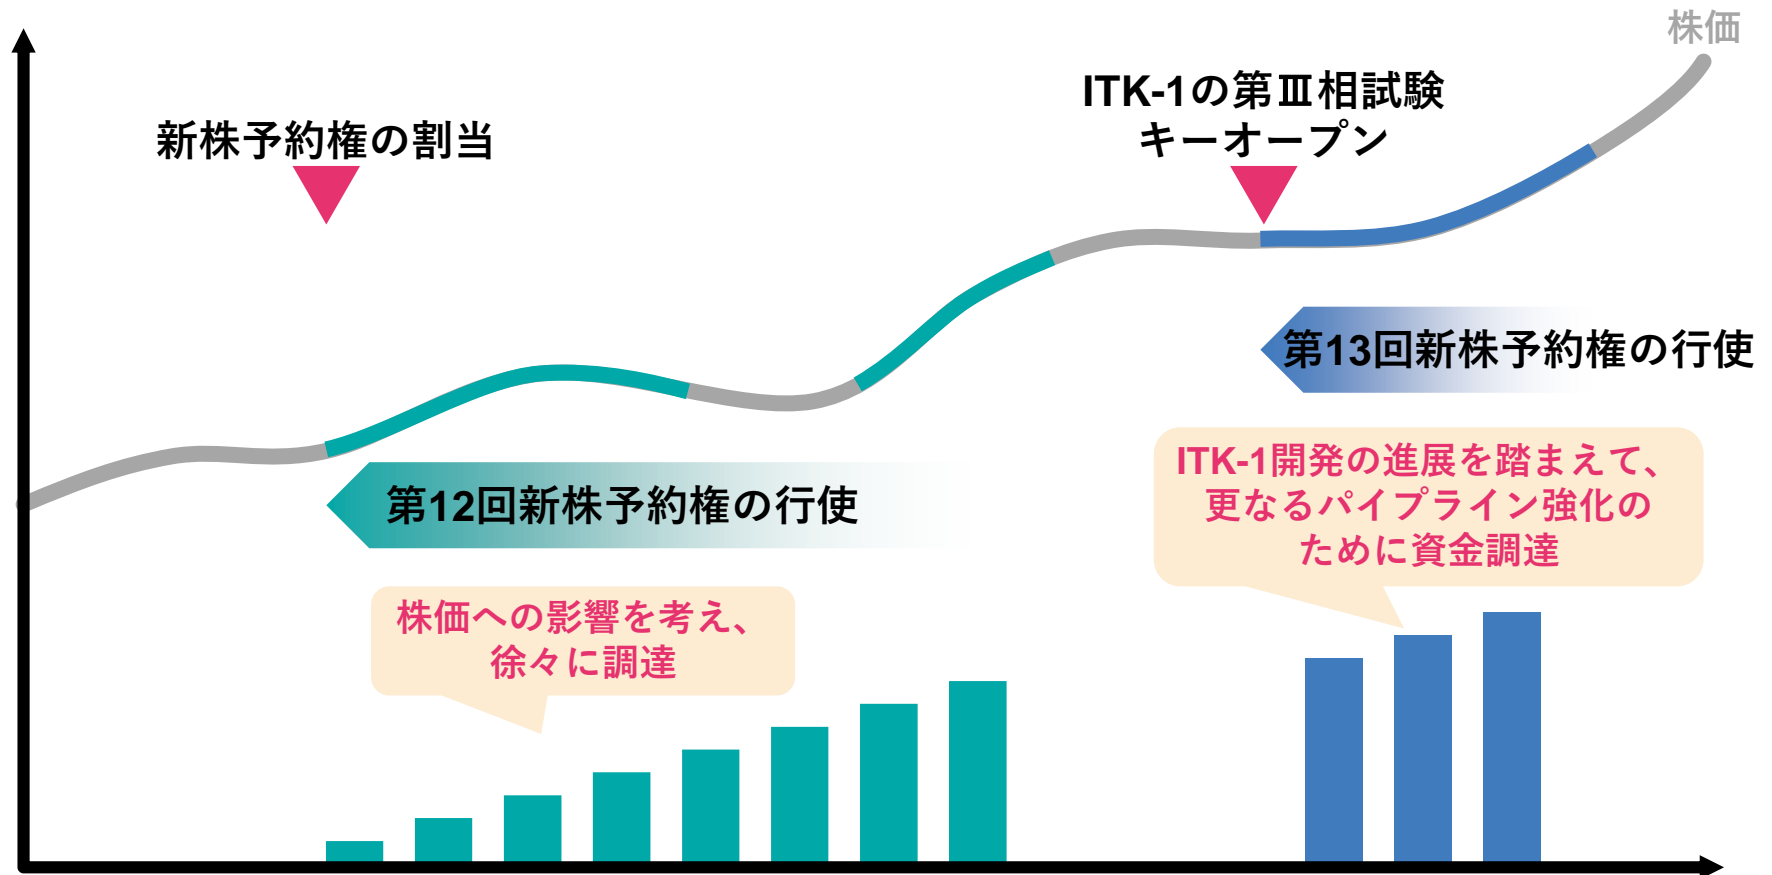 株価
新株予約権の割当
ITK-1の第Ⅲ相試験
キーオープン
第13回新株予約権の行使
第12回新株予約権の行使
ITK-1開発の進展を踏まえて、
更なるパイプライン強化の
ために資金調達
株価への影響を考え、
徐々に調達